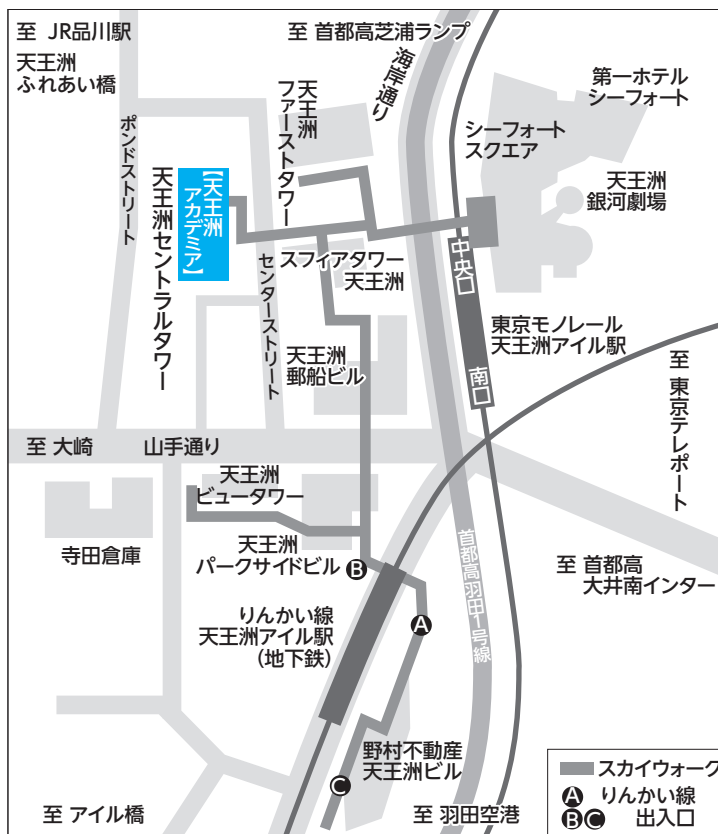 至 JR品川駅
天王洲
ふれあい橋
至 首都高芝浦ランプ
海岸通り
天王洲
ファーストタワー
第一ホテル
シーフォート
シーフォート
スクエア
天王洲
銀河劇場
ボンドストリート
【天王洲
アカデミア】
天王洲セントラルタワー
センターストリート
スフィアタワー
天王洲
中央口
東京モノレール
天王洲アイル駅
南口
天王洲
郵船ビル
至 東京テレポート
至 大崎
山手通り
天王洲
ビュータワー
寺田倉庫
天王洲
パークサイドビル
B
首都高羽田1号線
至 首都高
大井南インター
りんかい線
天王洲アイル駅
(地下鉄)
A
野村不動産
天王洲ビル
C
至 アイル橋
至 羽田空港
スカイウォーク
A りんかい線
BC 出入口